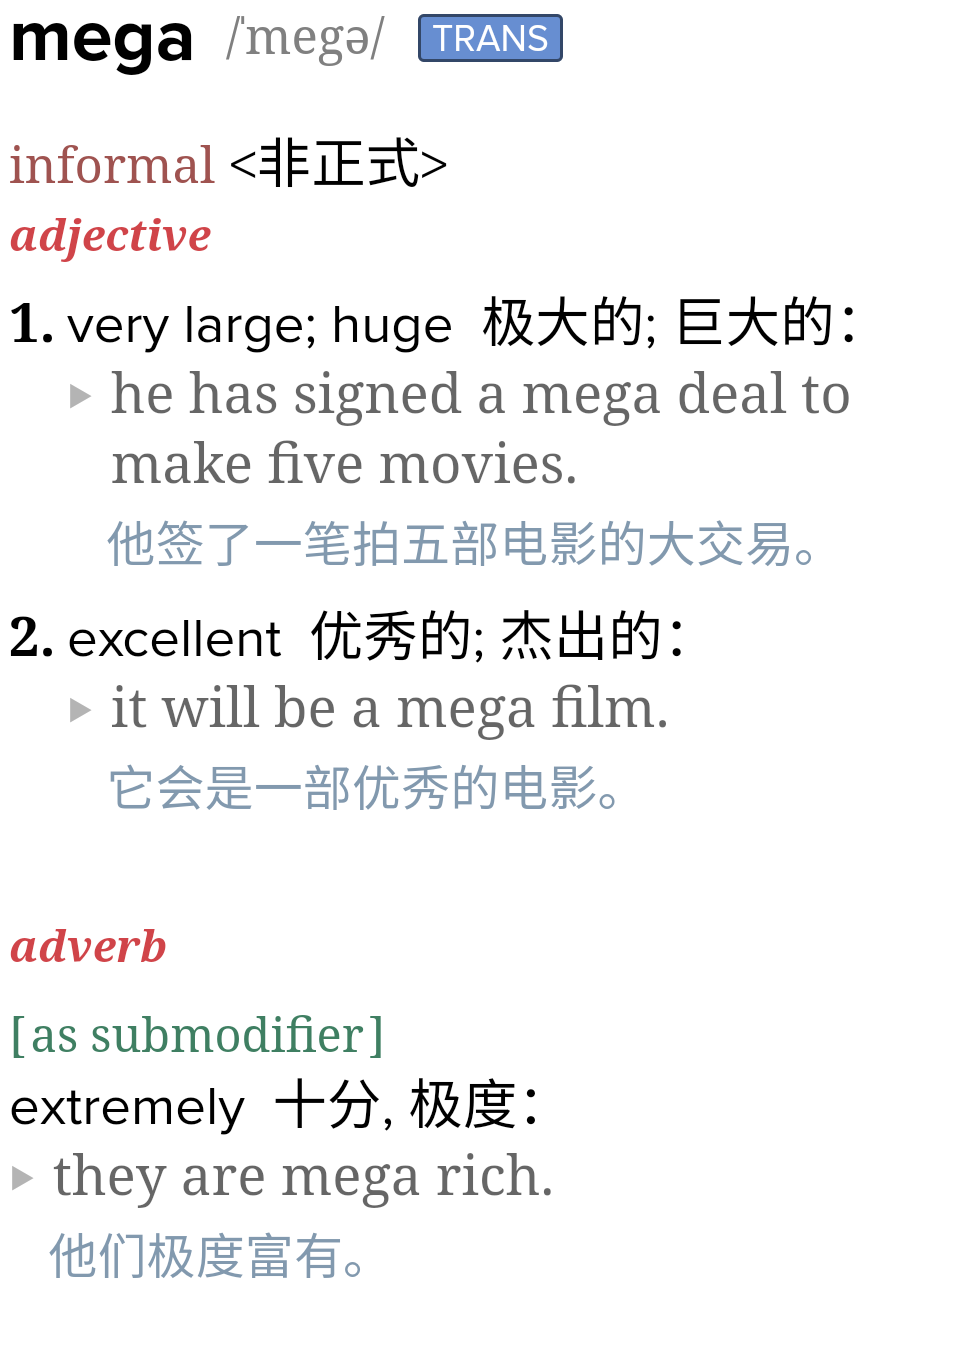 mega /ˈmegə/ TRANS
informal <非正式>
adjective
1. very large; huge 极大的; 巨大的：
▶ he has signed a mega deal to
make five movies.
他签了一笔拍五部电影的大交易。
2. excellent 优秀的; 杰出的：
▶ it will be a mega film.
它会是一部优秀的电影。
adverb
[as submodifier]
extremely 十分, 极度：
▶ they are mega rich.
他们极度富有。